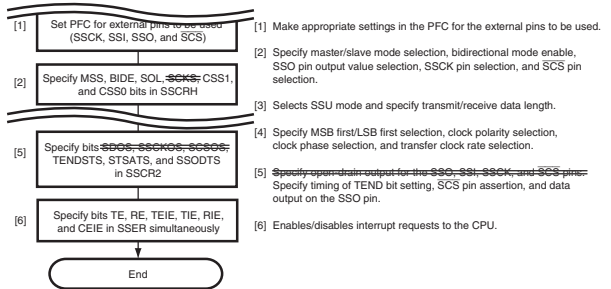 [1]
Set PFC for external pins to be used
(SSCK, SSI, SSO, and SCS)
[2]
Specify MSS, BIDE, SOL, SCKS, CSS1,
and CSS0 bits in SSCRH
[5]
Specify bits SDOS, SSCKOS, SCSOS,
TENDSTS, STSATS, and SSODTS
in SSCR2
[6]
Specify bits TE, RE, TEIE, TIE, RIE,
and CEIE in SSER simultaneously
End
[1] Make appropriate settings in the PFC for the external pins to be used.
[2] Specify master/slave mode selection, bidirectional mode enable,
SSO pin output value selection, SSCK pin selection, and SCS pin
selection.
[3] Selects SSU mode and specify transmit/receive data length.
[4] Specify MSB first/LSB first selection, clock polarity selection,
clock phase selection, and transfer clock rate selection.
[5] Specify open-drain output for the SSO, SSI, SSCK, and SCS pins.
Specify timing of TEND bit setting, SCS pin assertion, and data
output on the SSO pin.
[6] Enables/disables interrupt requests to the CPU.